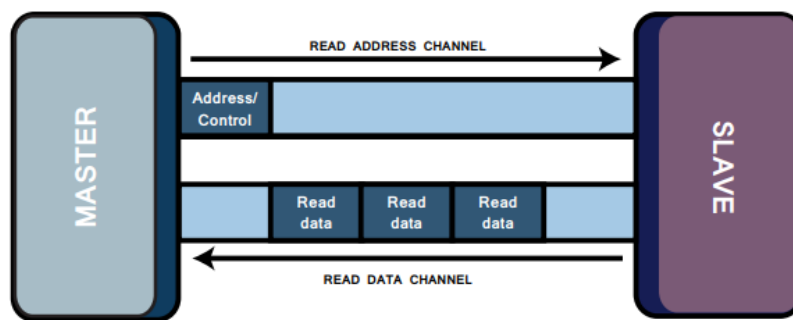 READ ADDRESS CHANNEL
MASTER
Address/
Control
SLAVE
Read
data
Read
data
Read
data
READ DATA CHANNEL